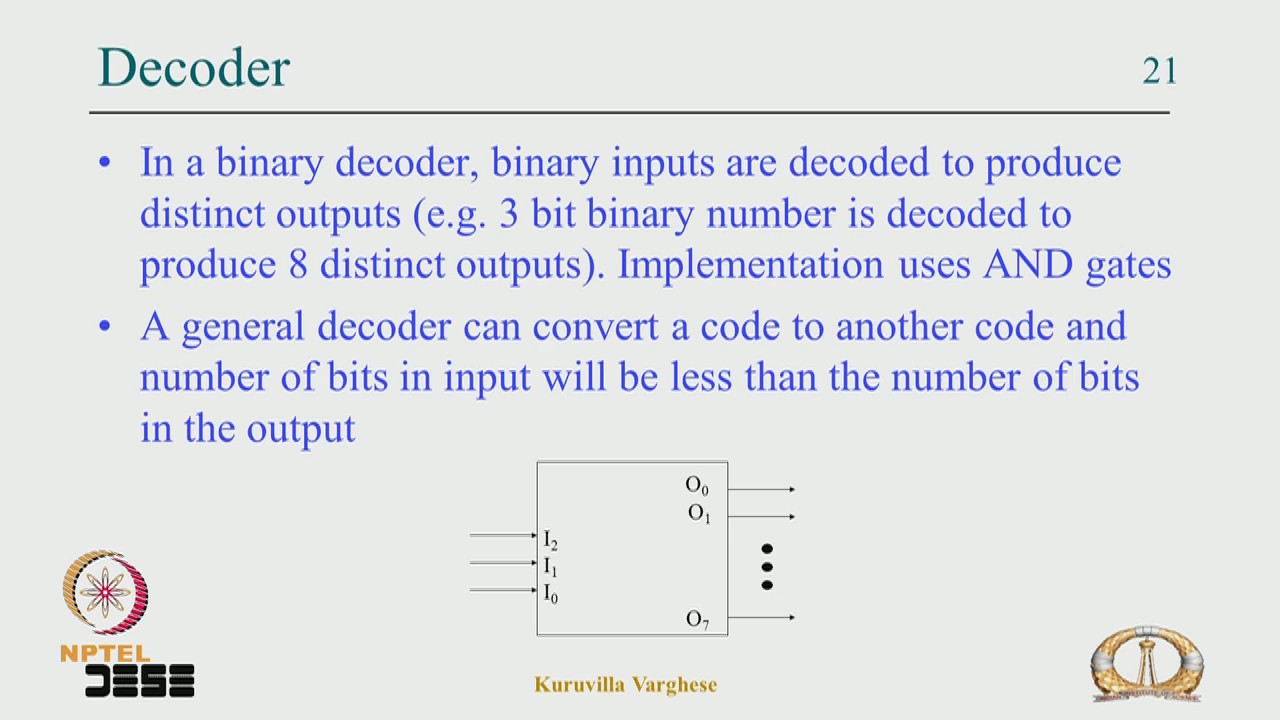 Decoder
21
• In a binary decoder, binary inputs are decoded to produce
distinct outputs (e.g. 3 bit binary number is decoded to
produce 8 distinct outputs). Implementation uses AND gates
• A general decoder can convert a code to another code and
number of bits in input will be less than the number of bits
in the output
O₀
O₁
I₂
I₁
I₀
O₇
NPTEL
DESE
Kuruvilla Varghese